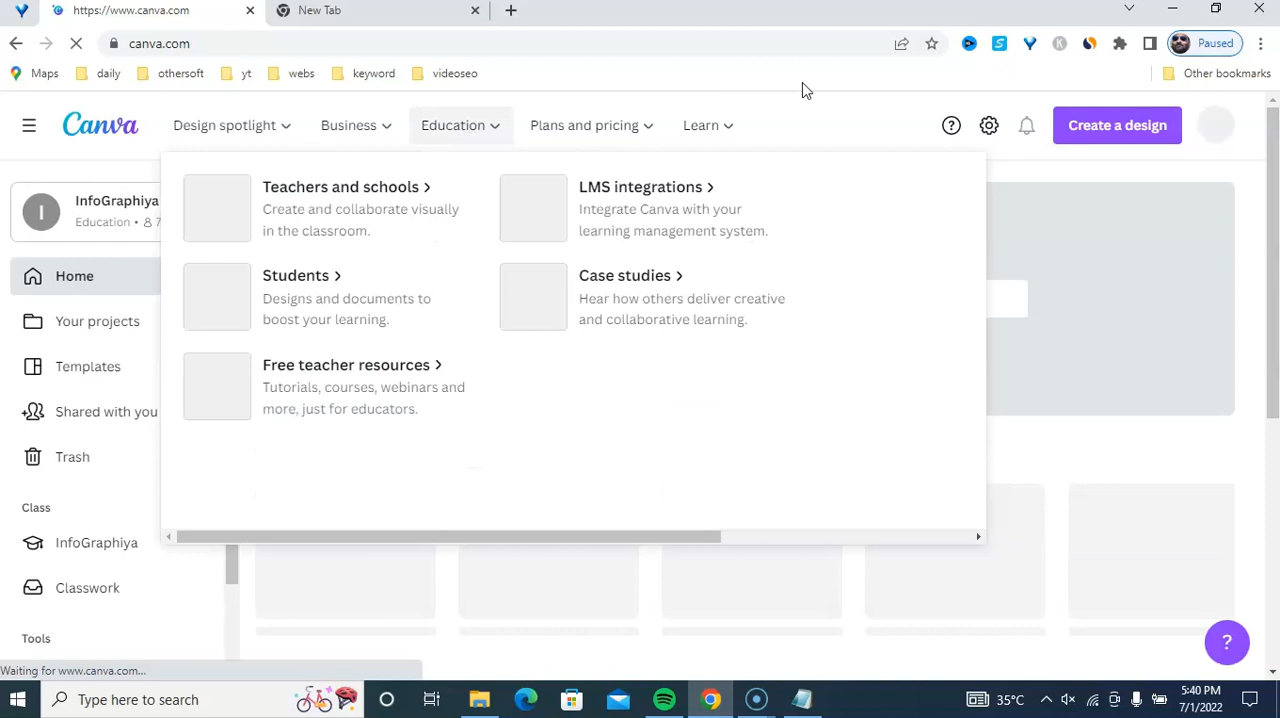 https://www.canva.com
New Tab
canva.com
Paused
Maps
daily
othersoft
yt
webs
keyword
videoseo
Other bookmarks
Canva
Design spotlight
Business
Education
Plans and pricing
Learn
Create a design
I
InfoGraphiya
Education • 7
Home
Your projects
Templates
Shared with you
Trash
Class
InfoGraphiya
Classwork
Tools
Teachers and schools
Create and collaborate visually
in the classroom.
Students
Designs and documents to
boost your learning.
Free teacher resources
Tutorials, courses, webinars and
more, just for educators.
LMS integrations
Integrate Canva with your
learning management system.
Case studies
Hear how others deliver creative
and collaborative learning.
?
Waiting for www.canva.com...
Type here to search
35°C
5:40 PM
7/1/2022